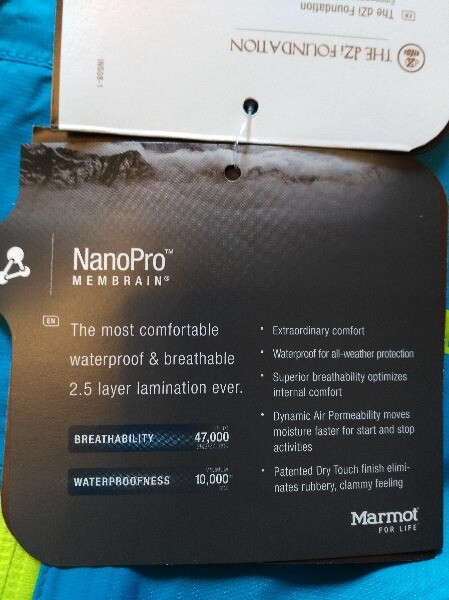 The dZi Foundation
FR
THE dZi FOUNDATION
NanoPro™
MEMBRAIN®
EN
The most comfortable
waterproof & breathable
2.5 layer lamination ever.
BREATHABILITY 47,000
WATERPROOFNESS 10,000
• Extraordinary comfort
• Waterproof for all-weather protection
• Superior breathability optimizes
internal comfort
• Dynamic Air Permeability moves
moisture faster for start and stop
activities
• Patented Dry Touch finish elimi-
nates rubbery, clammy feeling
Marmot
FOR LIFE